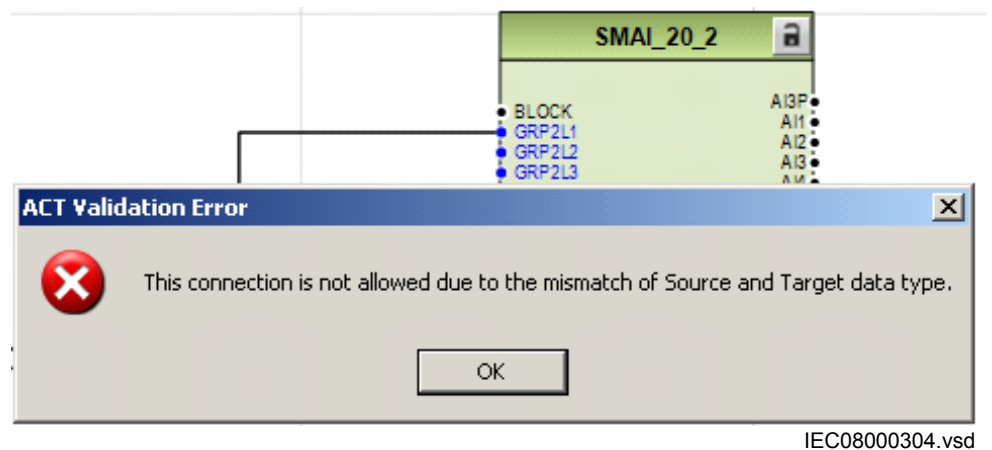 SMAI_20_2
BLOCK
GRP2L1
GRP2L2
GRP2L3
AI3P
AI1
AI2
AI3
ACT Validation Error
This connection is not allowed due to the mismatch of Source and Target data type.
OK
IEC08000304.vsd